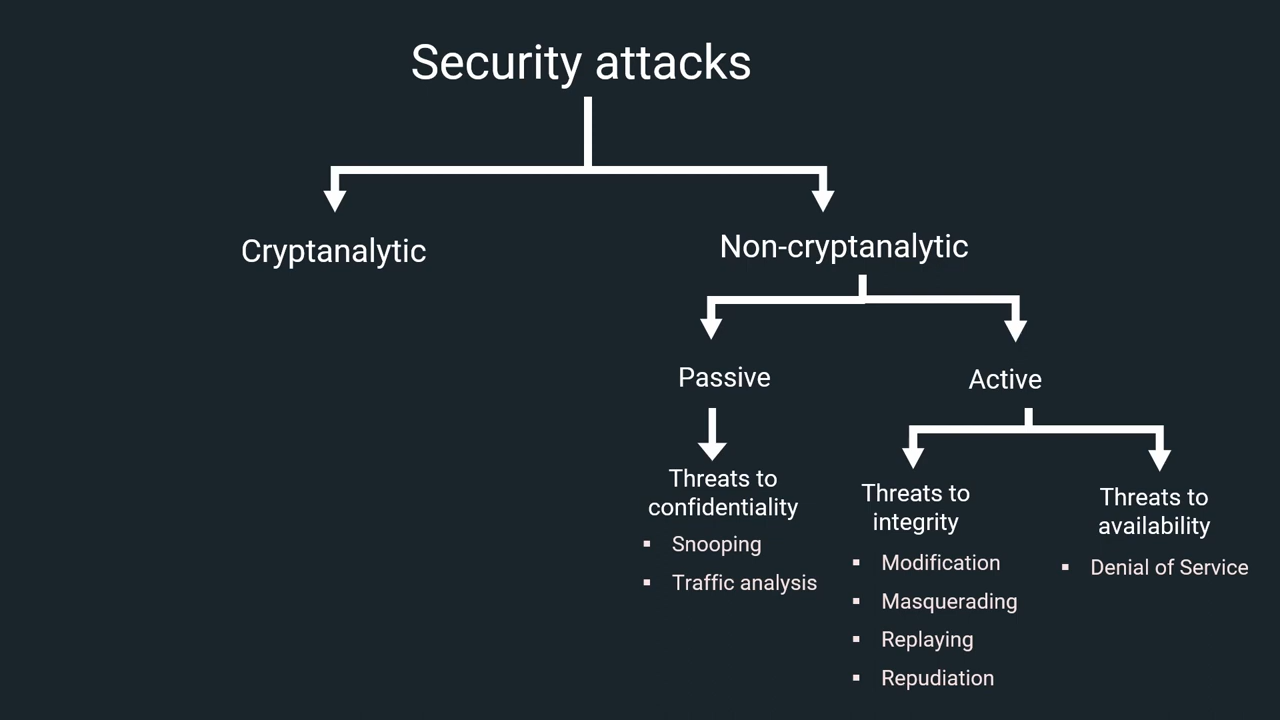 Security attacks
Cryptanalytic
Non-cryptanalytic
Passive
Active
Threats to
confidentiality
Snooping
Traffic analysis
Threats to
integrity
Modification
Masquerading
Replaying
Repudiation
Threats to
availability
Denial of Service